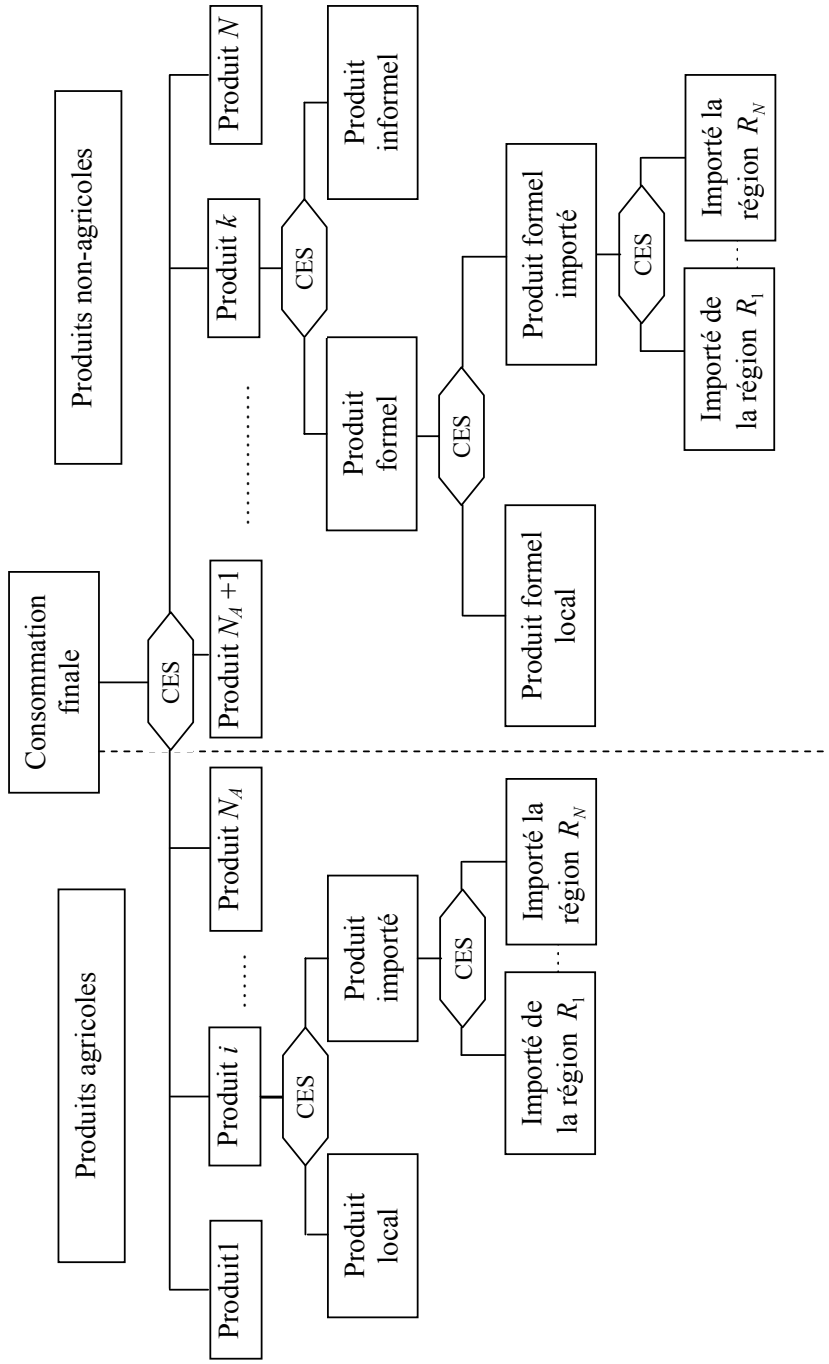 Consommation
finale
Produits agricoles
Produits non-agricoles
CES
Produit1
Produit i
......
Produit N_A
Produit N_A +1
............
Produit k
Produit N
CES
CES
Produit
local
Produit
importé
Produit
formel
Produit
informel
CES
CES
Importé de
la région R_1
.....
Importé la
région R_N
Produit formel
local
Produit formel
importé
CES
Importé de
la région R_1
.....
Importé la
région R_N